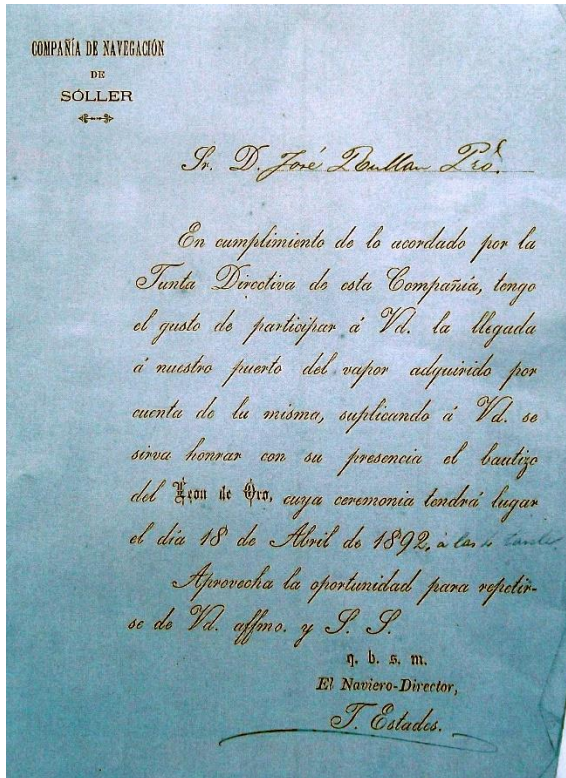 COMPAÑÍA DE NAVEGACIÓN
DE
SÓLLER
Sr. D. José Rullan Pro.
En cumplimiento de lo acordado por la
Junta Directiva de esta Compañía, tengo
el gusto de participar á Vd. la llegada
á nuestro puerto del vapor adquirido por
cuenta de la misma, suplicando á Vd. se
sirva honrar con su presencia el bautizo
del Leon de Oro, cuya ceremonia tendrá lugar
el día 18 de Abril de 1892, á las 4 tarde.
Aprovecha la oportunidad para repetir-
se de Vd. affmo. y S. S.
q. b. s. m.
El Naviero-Director,
J. Estades.